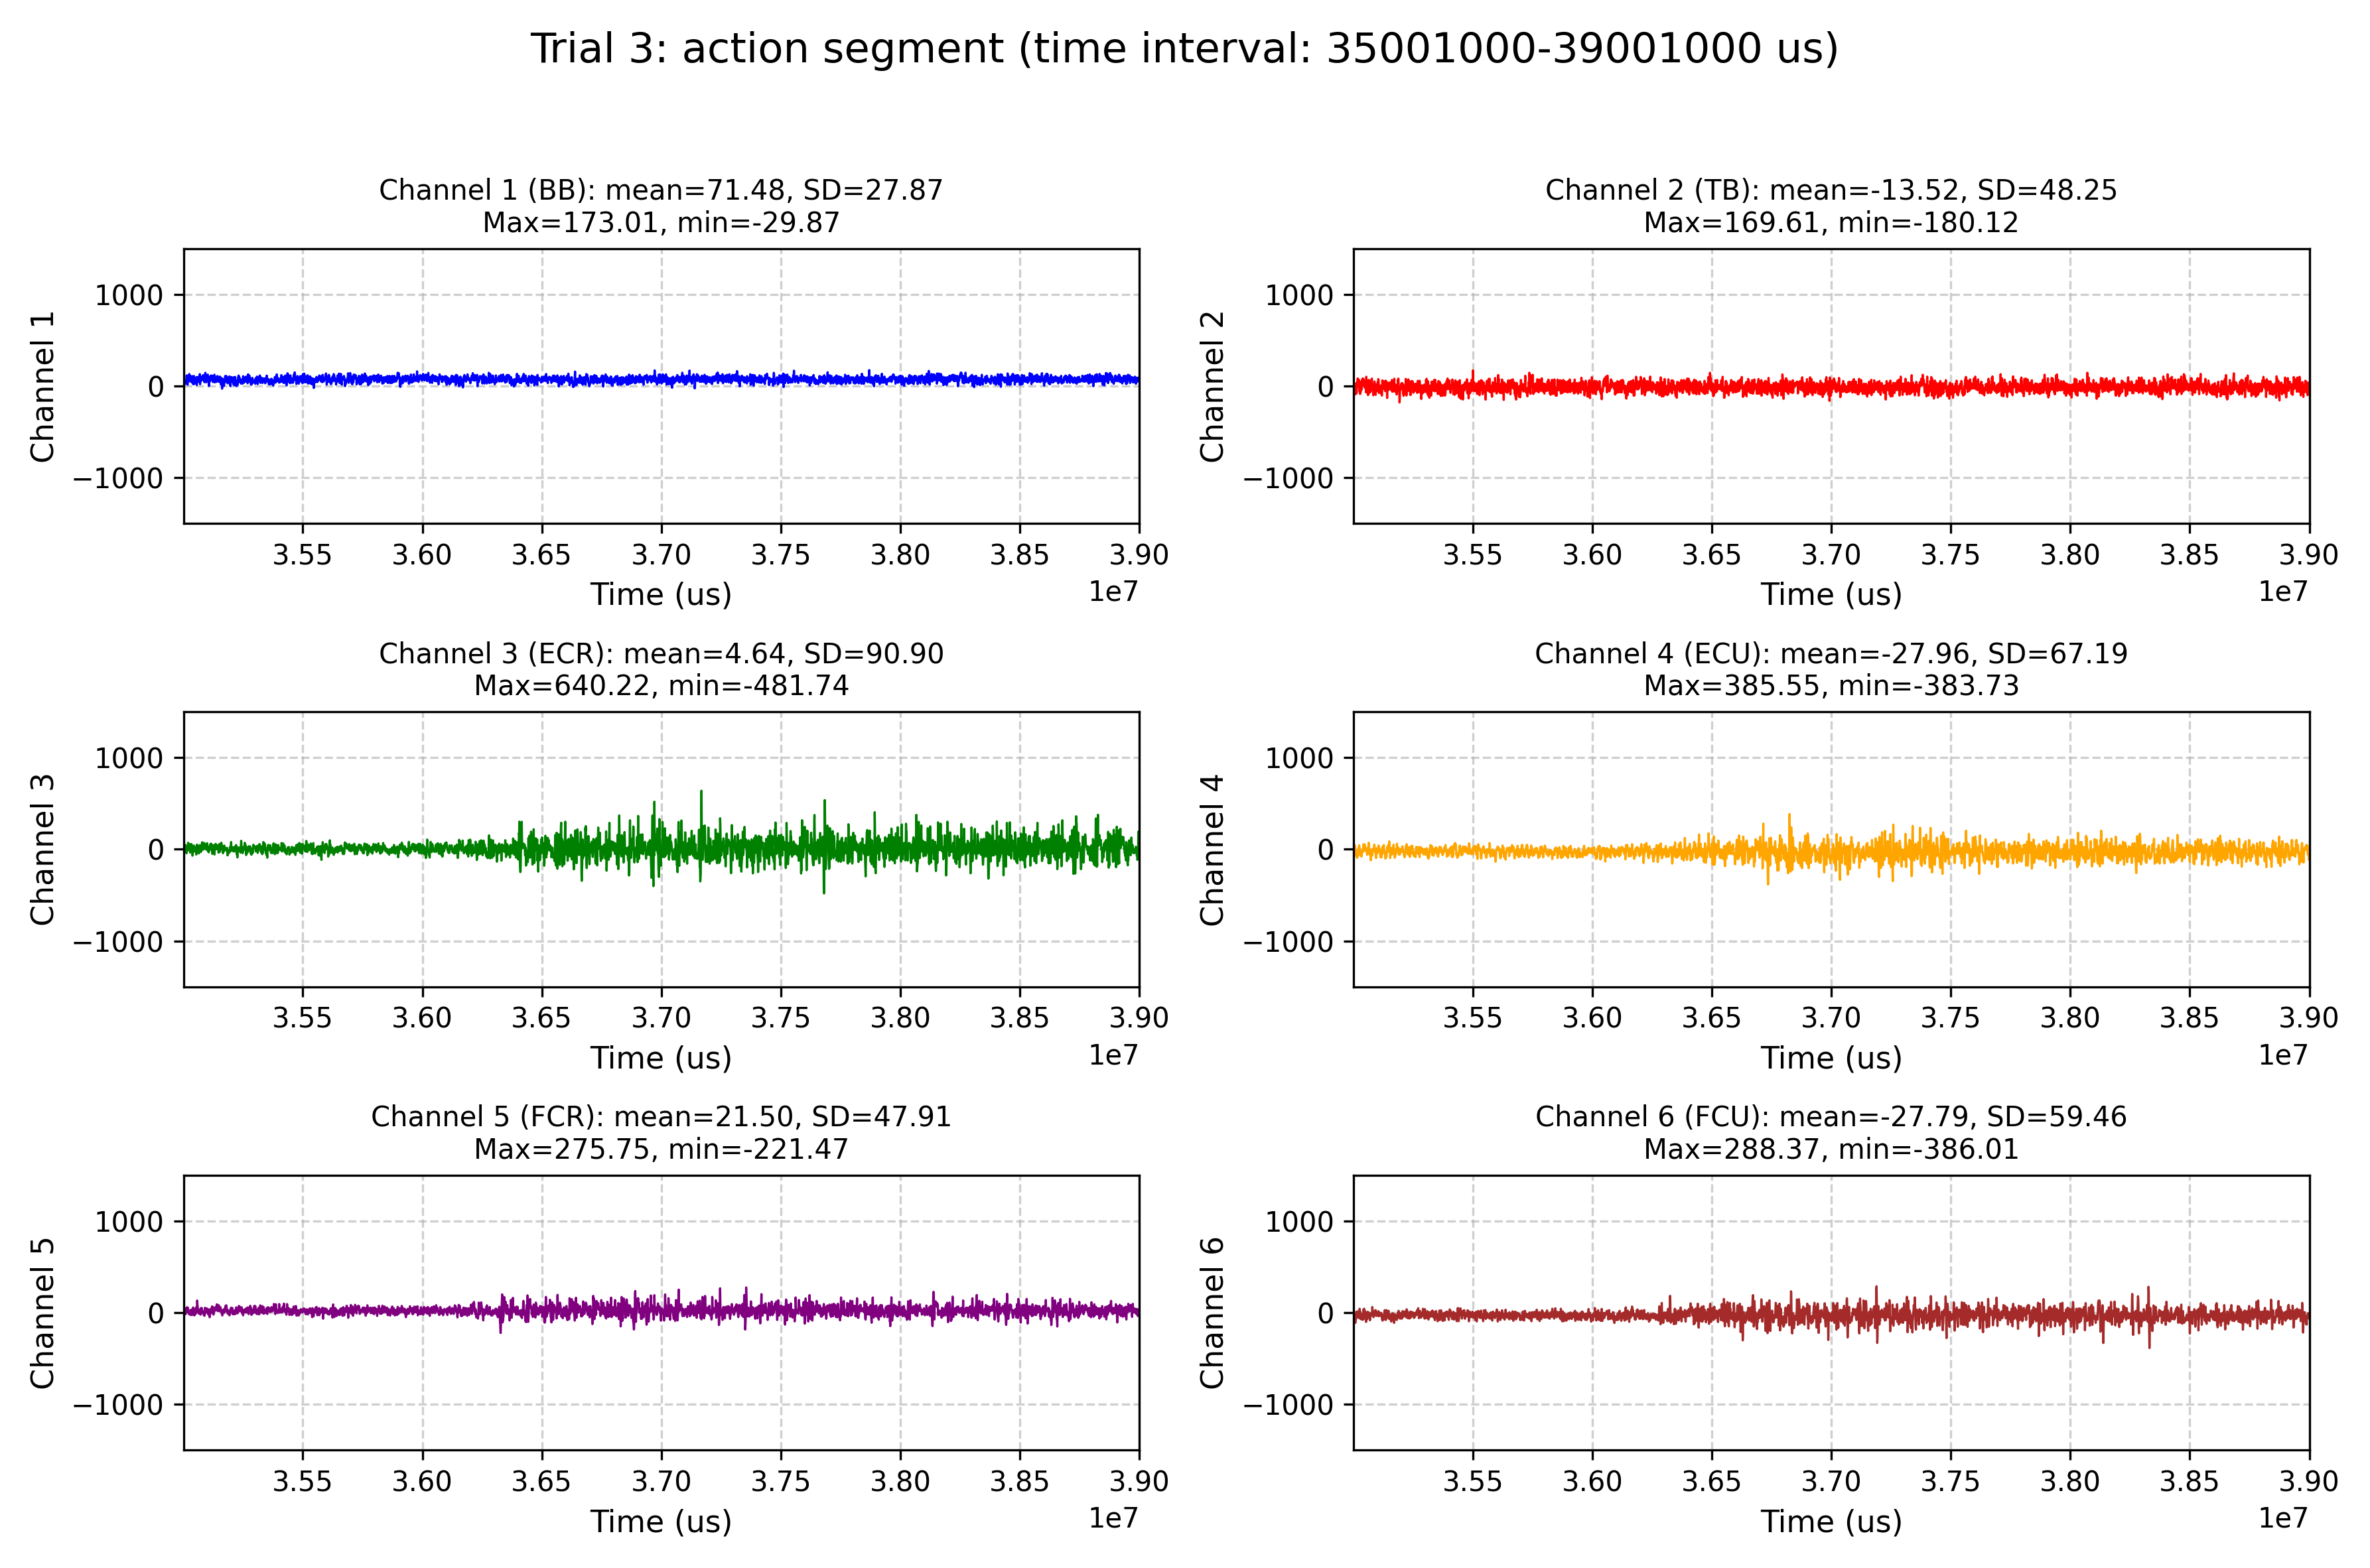 Trial 3: action segment (time interval: 35001000-39001000 us)
Channel 1 (BB): mean=71.48, SD=27.87
Max=173.01, min=-29.87
Channel 1
1000
0
−1000
3.55 3.60 3.65 3.70 3.75 3.80 3.85 3.90
Time (us)
1e7
Channel 2 (TB): mean=-13.52, SD=48.25
Max=169.61, min=-180.12
Channel 2
1000
0
−1000
3.55 3.60 3.65 3.70 3.75 3.80 3.85 3.90
Time (us)
1e7
Channel 3 (ECR): mean=4.64, SD=90.90
Max=640.22, min=-481.74
Channel 3
1000
0
−1000
3.55 3.60 3.65 3.70 3.75 3.80 3.85 3.90
Time (us)
1e7
Channel 4 (ECU): mean=-27.96, SD=67.19
Max=385.55, min=-383.73
Channel 4
1000
0
−1000
3.55 3.60 3.65 3.70 3.75 3.80 3.85 3.90
Time (us)
1e7
Channel 5 (FCR): mean=21.50, SD=47.91
Max=275.75, min=-221.47
Channel 5
1000
0
−1000
3.55 3.60 3.65 3.70 3.75 3.80 3.85 3.90
Time (us)
1e7
Channel 6 (FCU): mean=-27.79, SD=59.46
Max=288.37, min=-386.01
Channel 6
1000
0
−1000
3.55 3.60 3.65 3.70 3.75 3.80 3.85 3.90
Time (us)
1e7